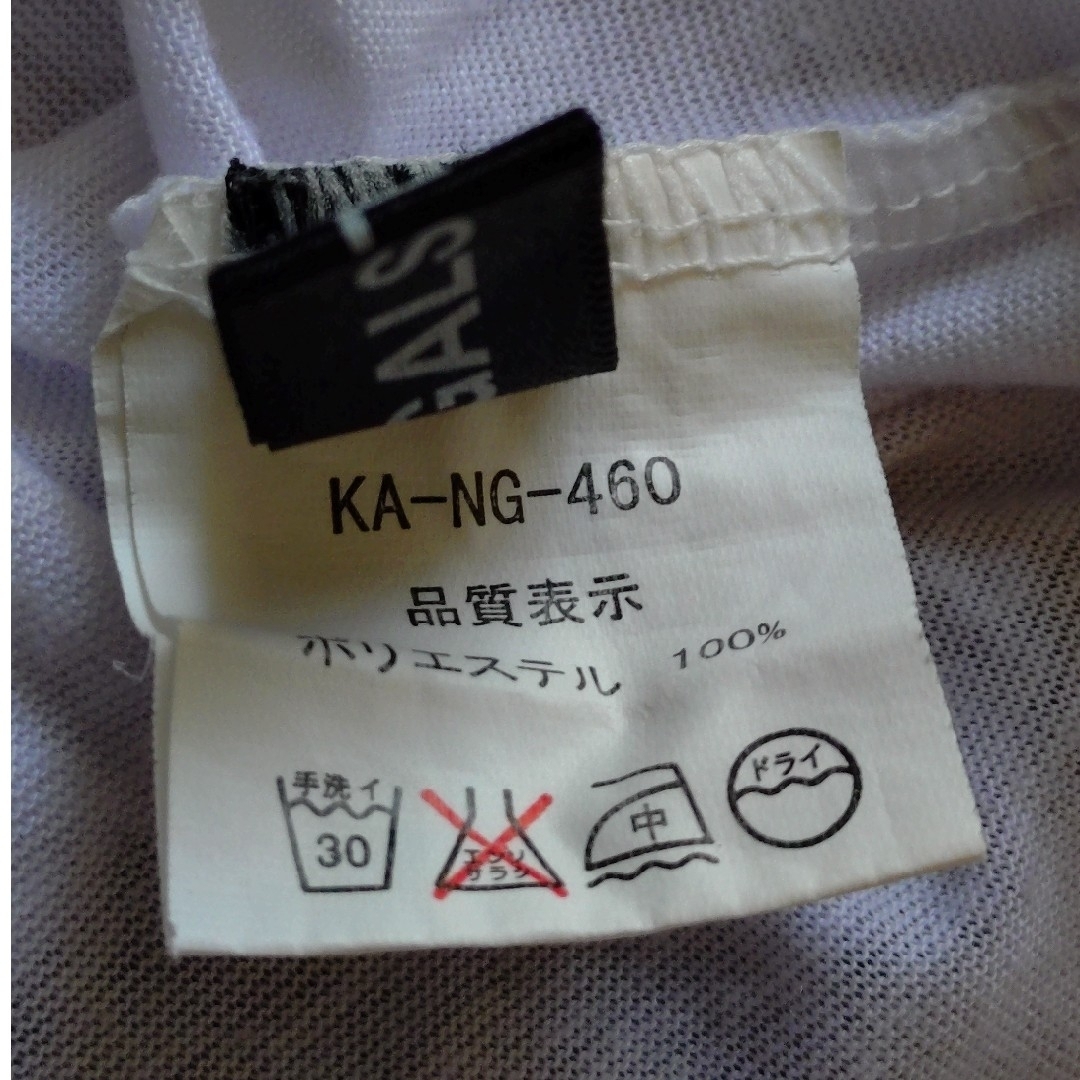 GALS
KA-NG-460
品質表示
ポリエステル 100%
手洗イ
30
エンソ
サラシ
中
ドライ